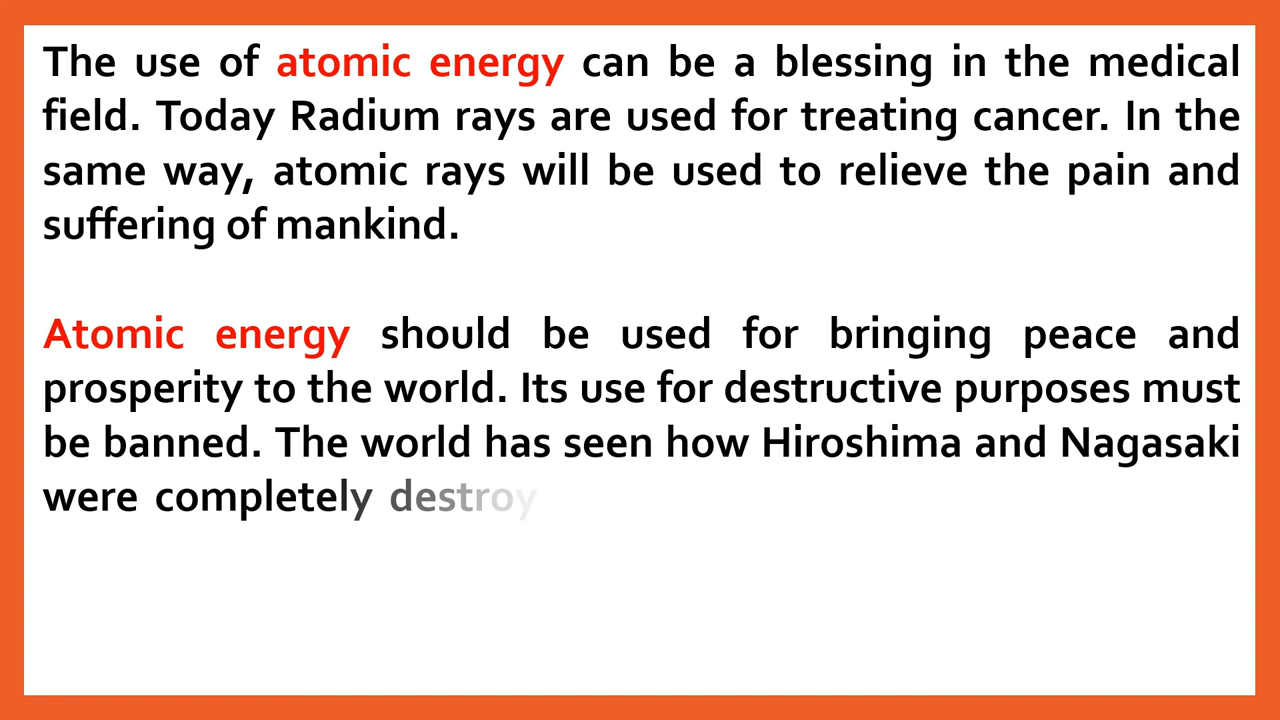 The use of atomic energy can be a blessing in the medical
field. Today Radium rays are used for treating cancer. In the
same way, atomic rays will be used to relieve the pain and
suffering of mankind.
Atomic energy should be used for bringing peace and
prosperity to the world. Its use for destructive purposes must
be banned. The world has seen how Hiroshima and Nagasaki
were completely destroy